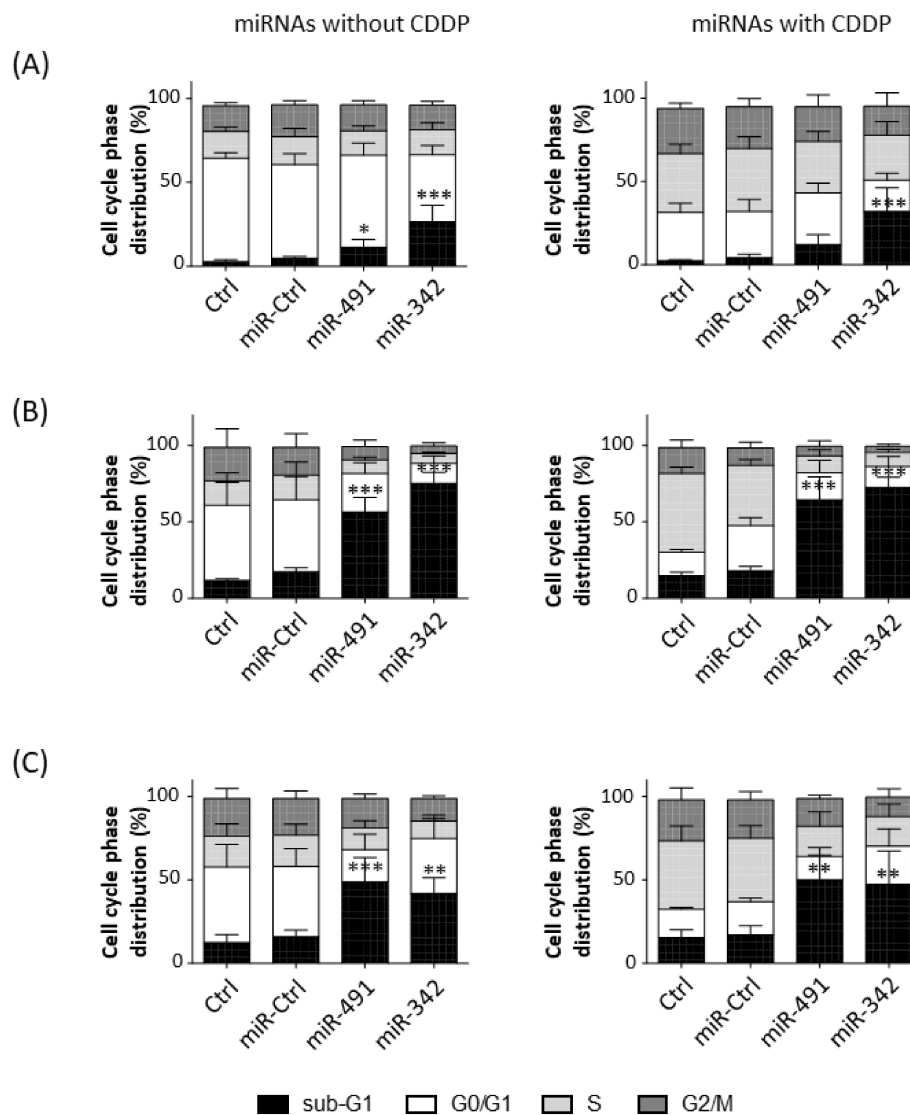 miRNAs without CDDP
miRNAs with CDDP
(A)
Cell cycle phase
distribution (%)
100
50
0
*
***
Ctrl
miR-Ctrl
miR-491
miR-342
Cell cycle phase
distribution (%)
100
50
0
***
Ctrl
miR-Ctrl
miR-491
miR-342
(B)
Cell cycle phase
distribution (%)
100
50
0
***
***
Ctrl
miR-Ctrl
miR-491
miR-342
Cell cycle phase
distribution (%)
100
50
0
***
***
Ctrl
miR-Ctrl
miR-491
miR-342
(C)
Cell cycle phase
distribution (%)
100
50
0
***
**
Ctrl
miR-Ctrl
miR-491
miR-342
Cell cycle phase
distribution (%)
100
50
0
**
**
Ctrl
miR-Ctrl
miR-491
miR-342
sub-G1 G0/G1 S G2/M